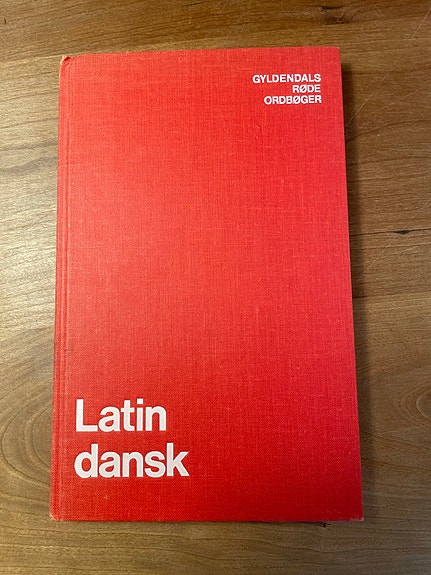 GYLDENDALS
RØDE
ORDBØGER
Latin
dansk